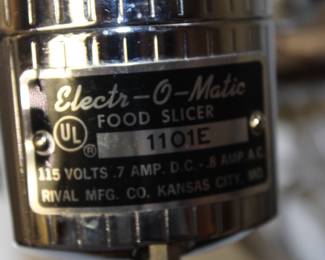 Electr-O-Matic
FOOD SLICER
UL ® 1101E
115 VOLTS .7 AMP. D.C.-.8 AMP A.C.
RIVAL MFG. CO. KANSAS CITY, MO.